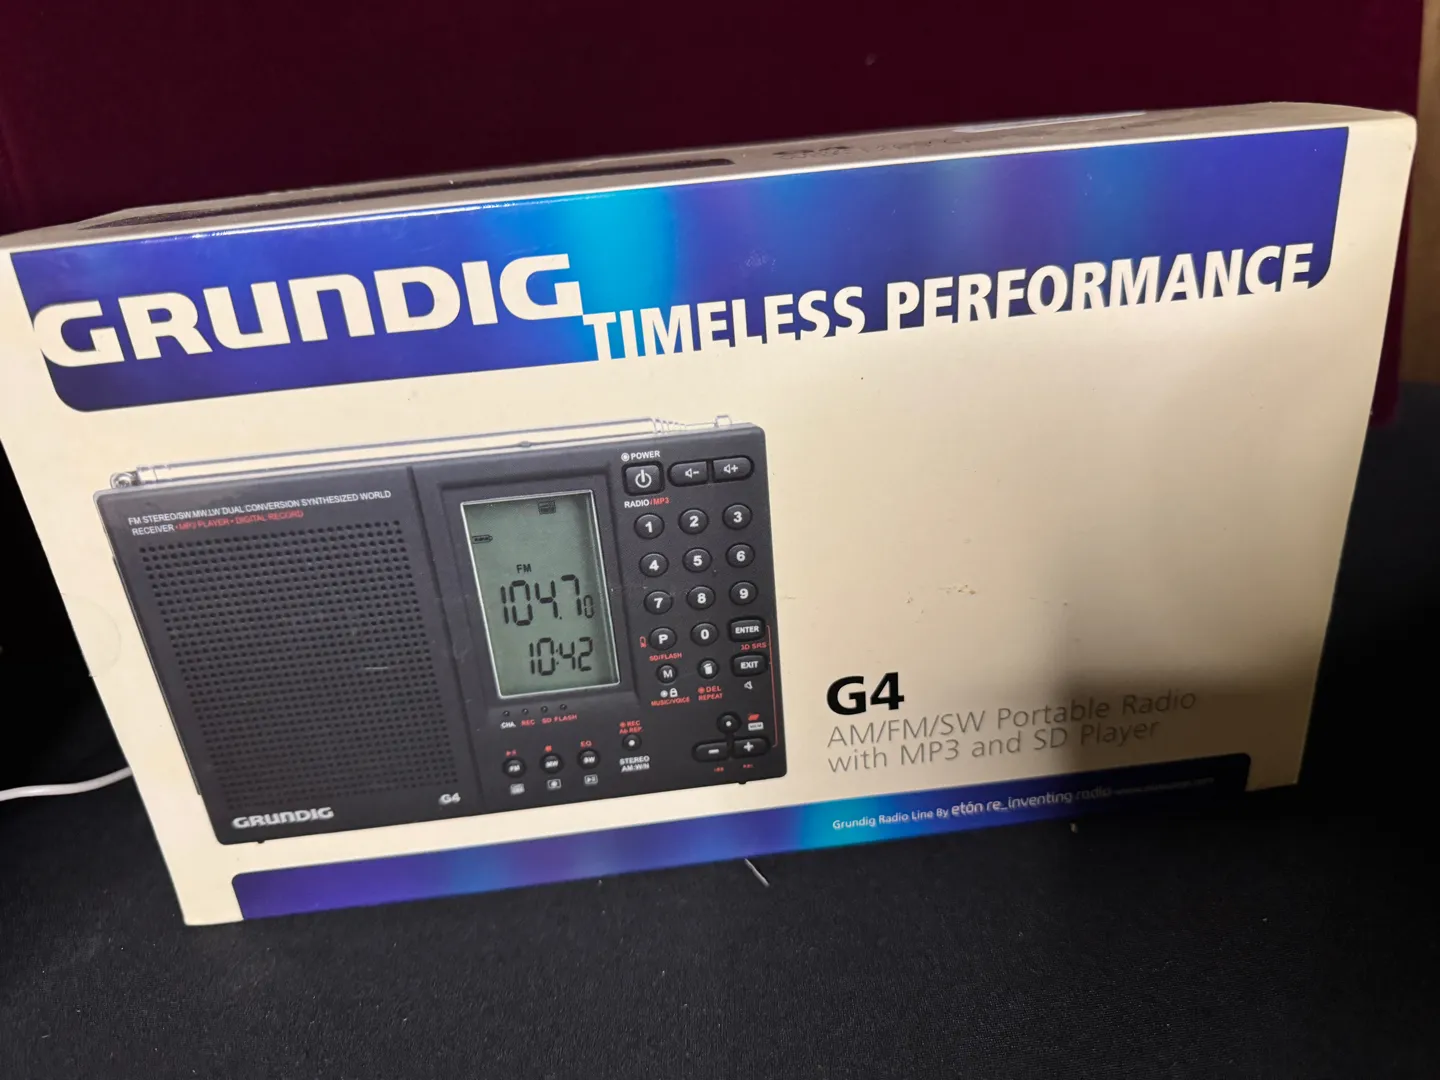 GRUNDIG TIMELESS PERFORMANCE
FM STEREO/SW.MW.LW DUAL CONVERSION SYNTHESIZED WORLD
RECEIVER • MP3 PLAYER • DIGITAL RECORD
POWER
RADIO/MP3
FM
104.70
10:42
1 2 3
4 5 6
7 8 9
P 0 ENTER
SD/FLASH
3D SRS
M
EXIT
MUSIC/VOICE
DEL
REPEAT
REC
CHA. REC SD FLASH
EQ
FM MW SW
STEREO
− +
GRUNDIG
G4
G4
AM/FM/SW Portable Radio
with MP3 and SD Player
Grundig Radio Line By etón re_inventing radio